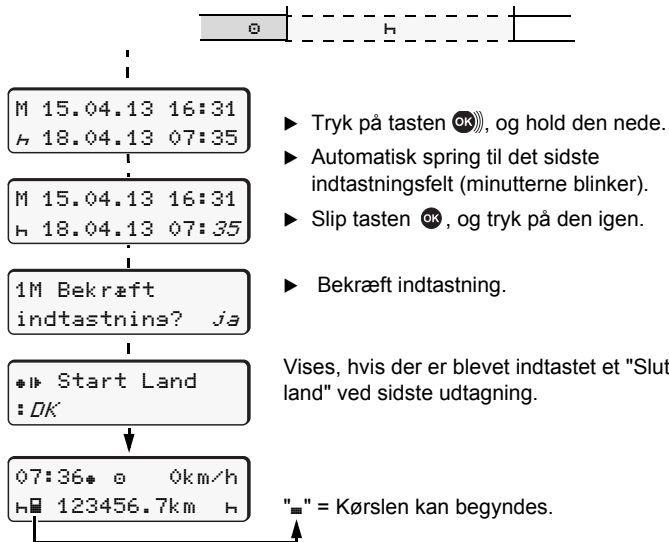 M 15.04.13 16:31
18.04.13 07:35
► Tryk på tasten OK, og hold den nede.
► Automatisk spring til det sidste
indtastningsfelt (minutterne blinker).
M 15.04.13 16:31
18.04.13 07:35
► Slip tasten OK, og tryk på den igen.
1M Bekræft
indtastning? ja
► Bekræft indtastning.
Start Land
:DK
Vises, hvis der er blevet indtastet et "Slut
land" ved sidste udtagning.
07:36 0km/h
123456.7km
" " = Kørslen kan begyndes.